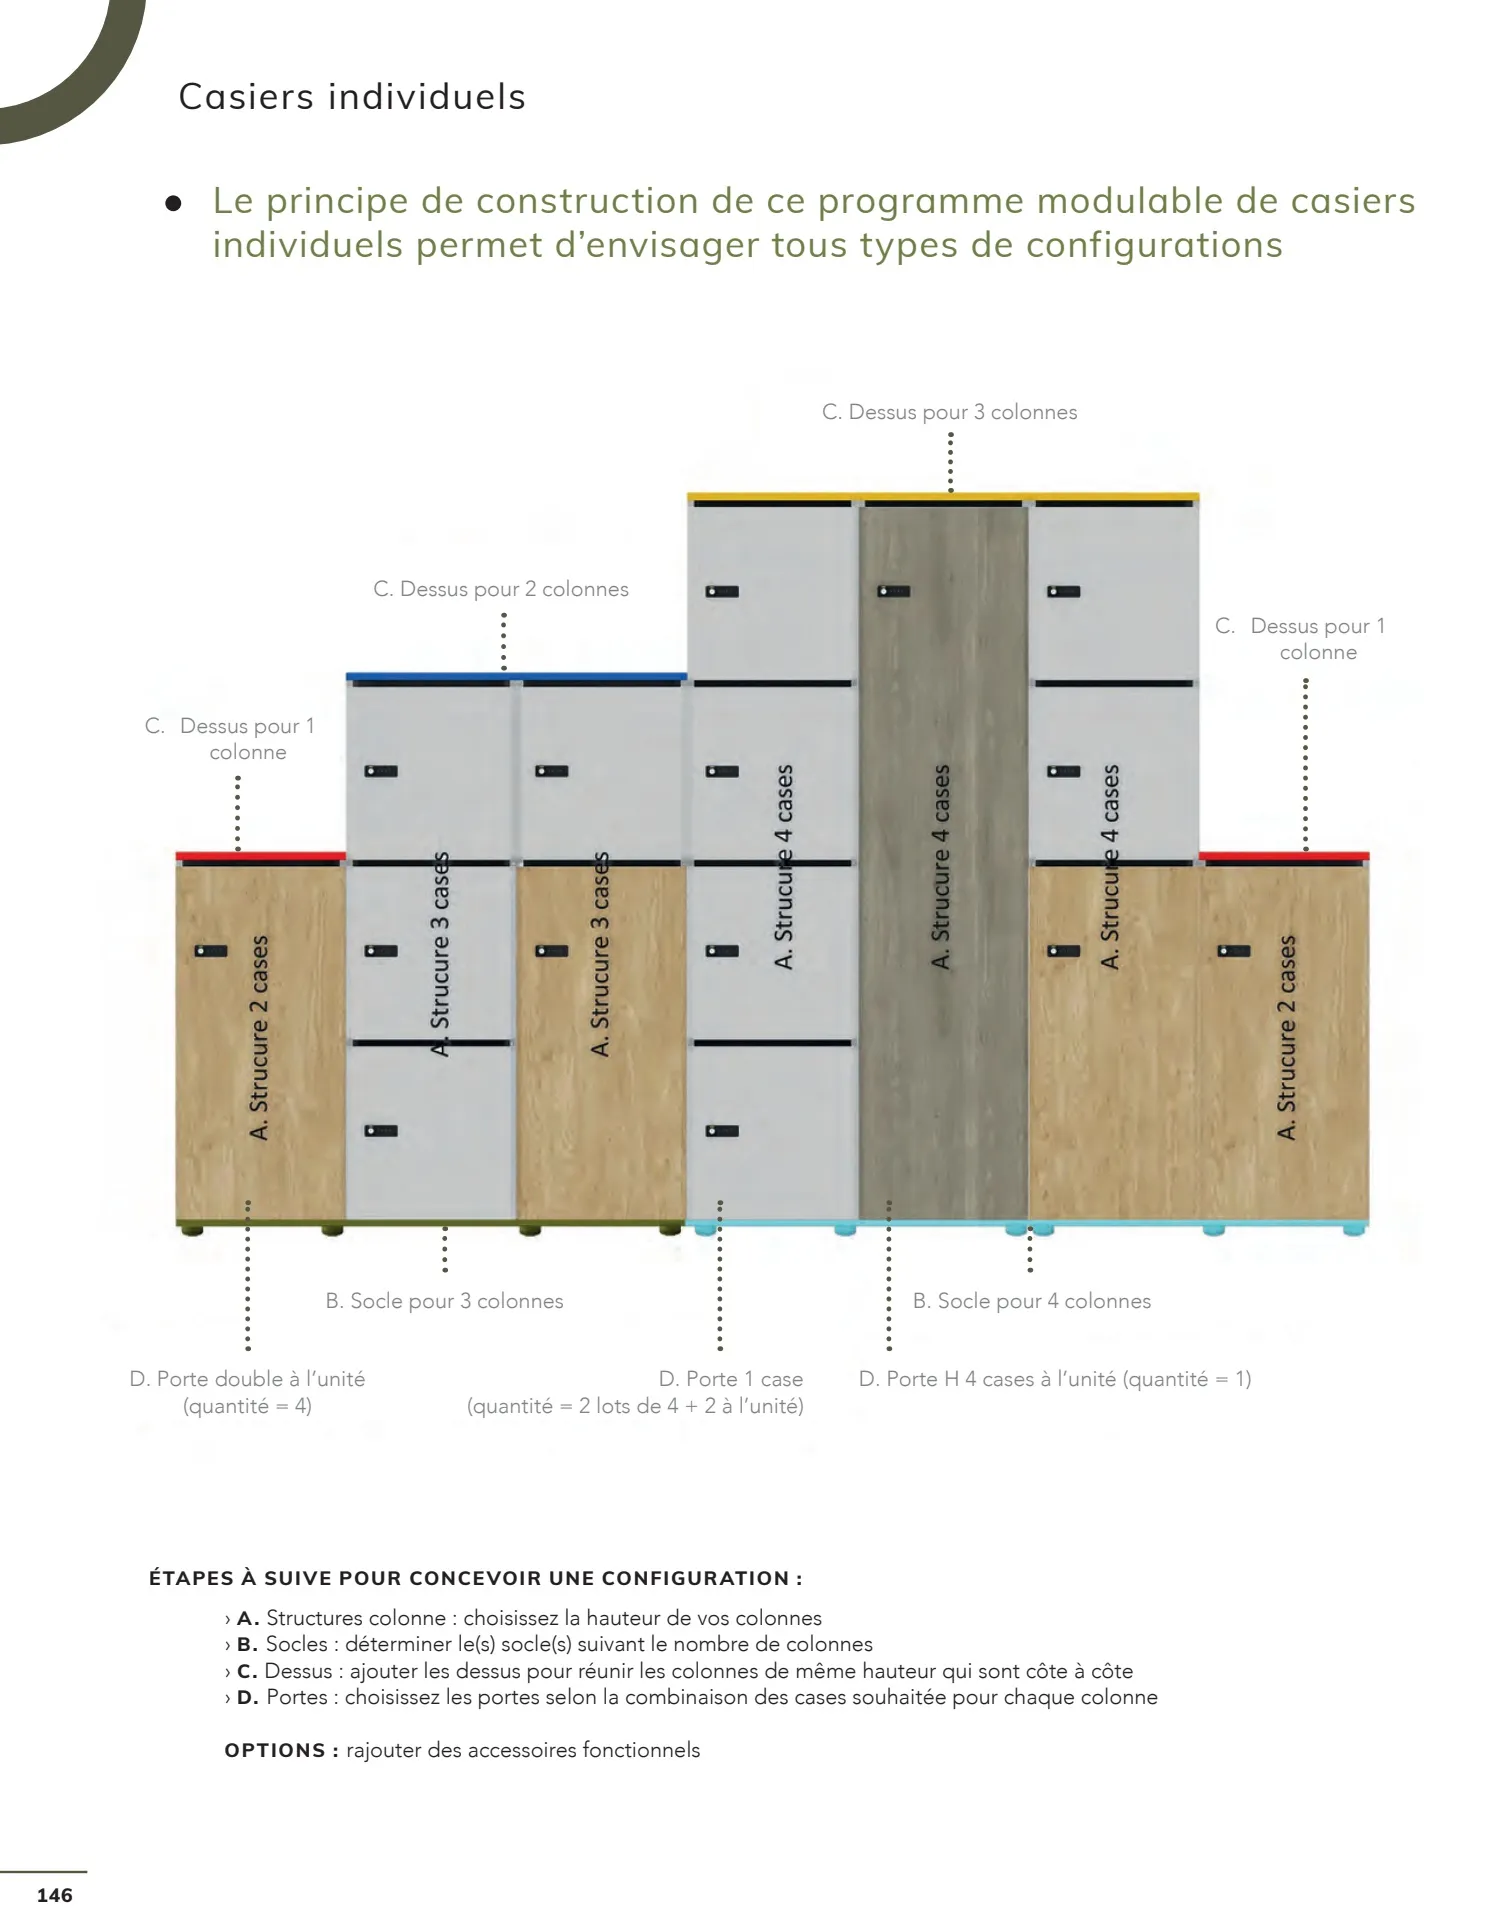 Casiers individuels
● Le principe de construction de ce programme modulable de casiers
individuels permet d’envisager tous types de configurations
C. Dessus pour 3 colonnes
C. Dessus pour 2 colonnes
C. Dessus pour 1
colonne
C. Dessus pour 1
colonne
A. Strucure 2 cases
A. Strucure 3 cases
A. Strucure 3 cases
A. Strucure 4 cases
A. Strucure 4 cases
A. Strucure 4 cases
A. Strucure 2 cases
B. Socle pour 3 colonnes
B. Socle pour 4 colonnes
D. Porte double à l’unité
(quantité = 4)
D. Porte 1 case
(quantité = 2 lots de 4 + 2 à l’unité)
D. Porte H 4 cases à l’unité (quantité = 1)
ÉTAPES À SUIVE POUR CONCEVOIR UNE CONFIGURATION :
› A. Structures colonne : choisissez la hauteur de vos colonnes
› B. Socles : déterminer le(s) socle(s) suivant le nombre de colonnes
› C. Dessus : ajouter les dessus pour réunir les colonnes de même hauteur qui sont côte à côte
› D. Portes : choisissez les portes selon la combinaison des cases souhaitée pour chaque colonne
OPTIONS : rajouter des accessoires fonctionnels
146